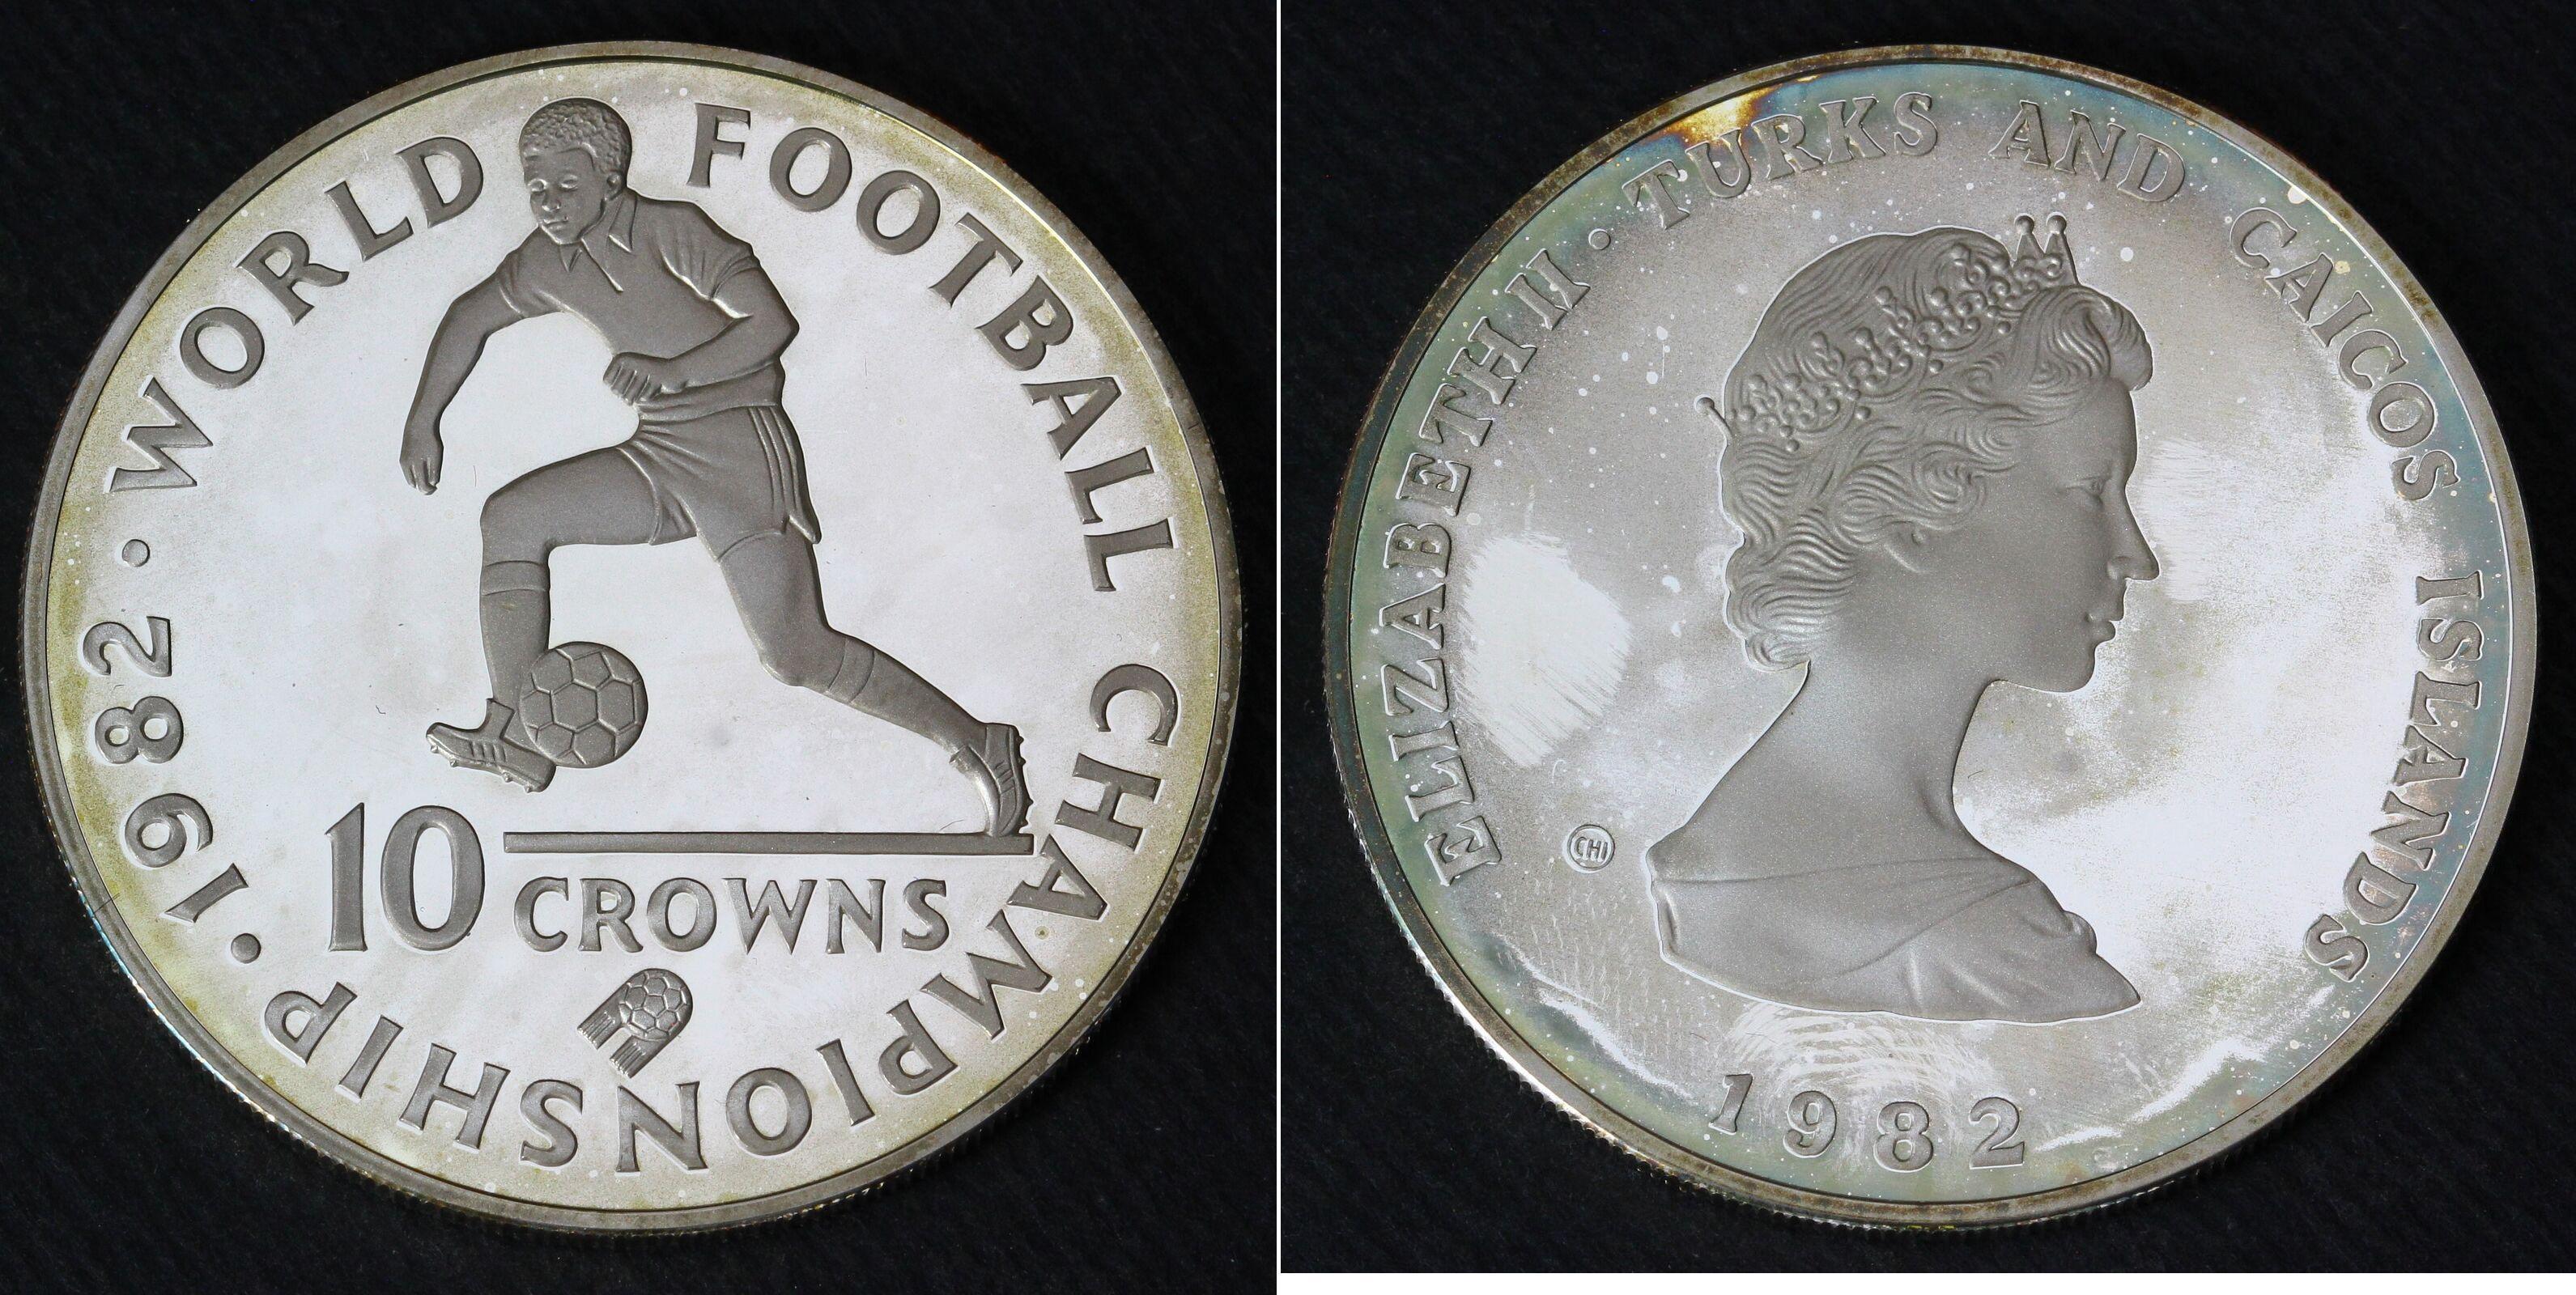 1982 · WORLD FOOTBALL CHAMPIONSHIP ·
10
CROWNS
ELIZABETH II · TURKS AND CAICOS ISLANDS
CHI
1982